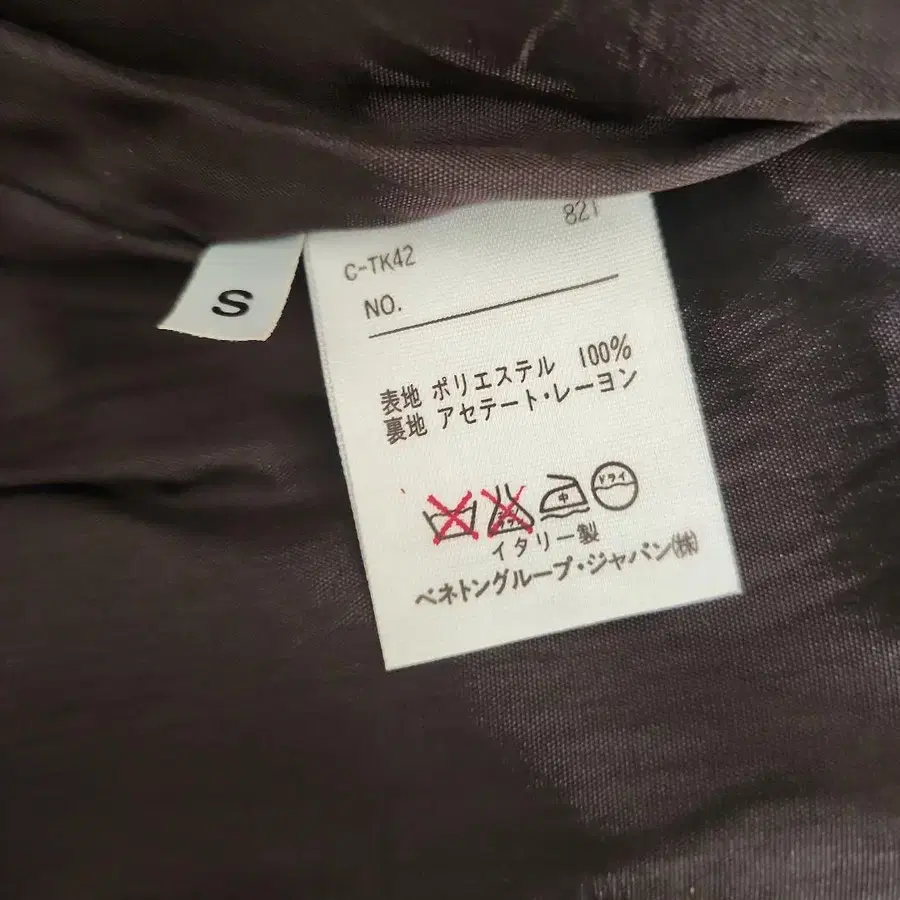 S
C-TK42 821
NO.
表地 ポリエステル 100%
裏地 アセテート・レーヨン
中 ドライ
イタリー製
ベネトングループ・ジャパン㈱